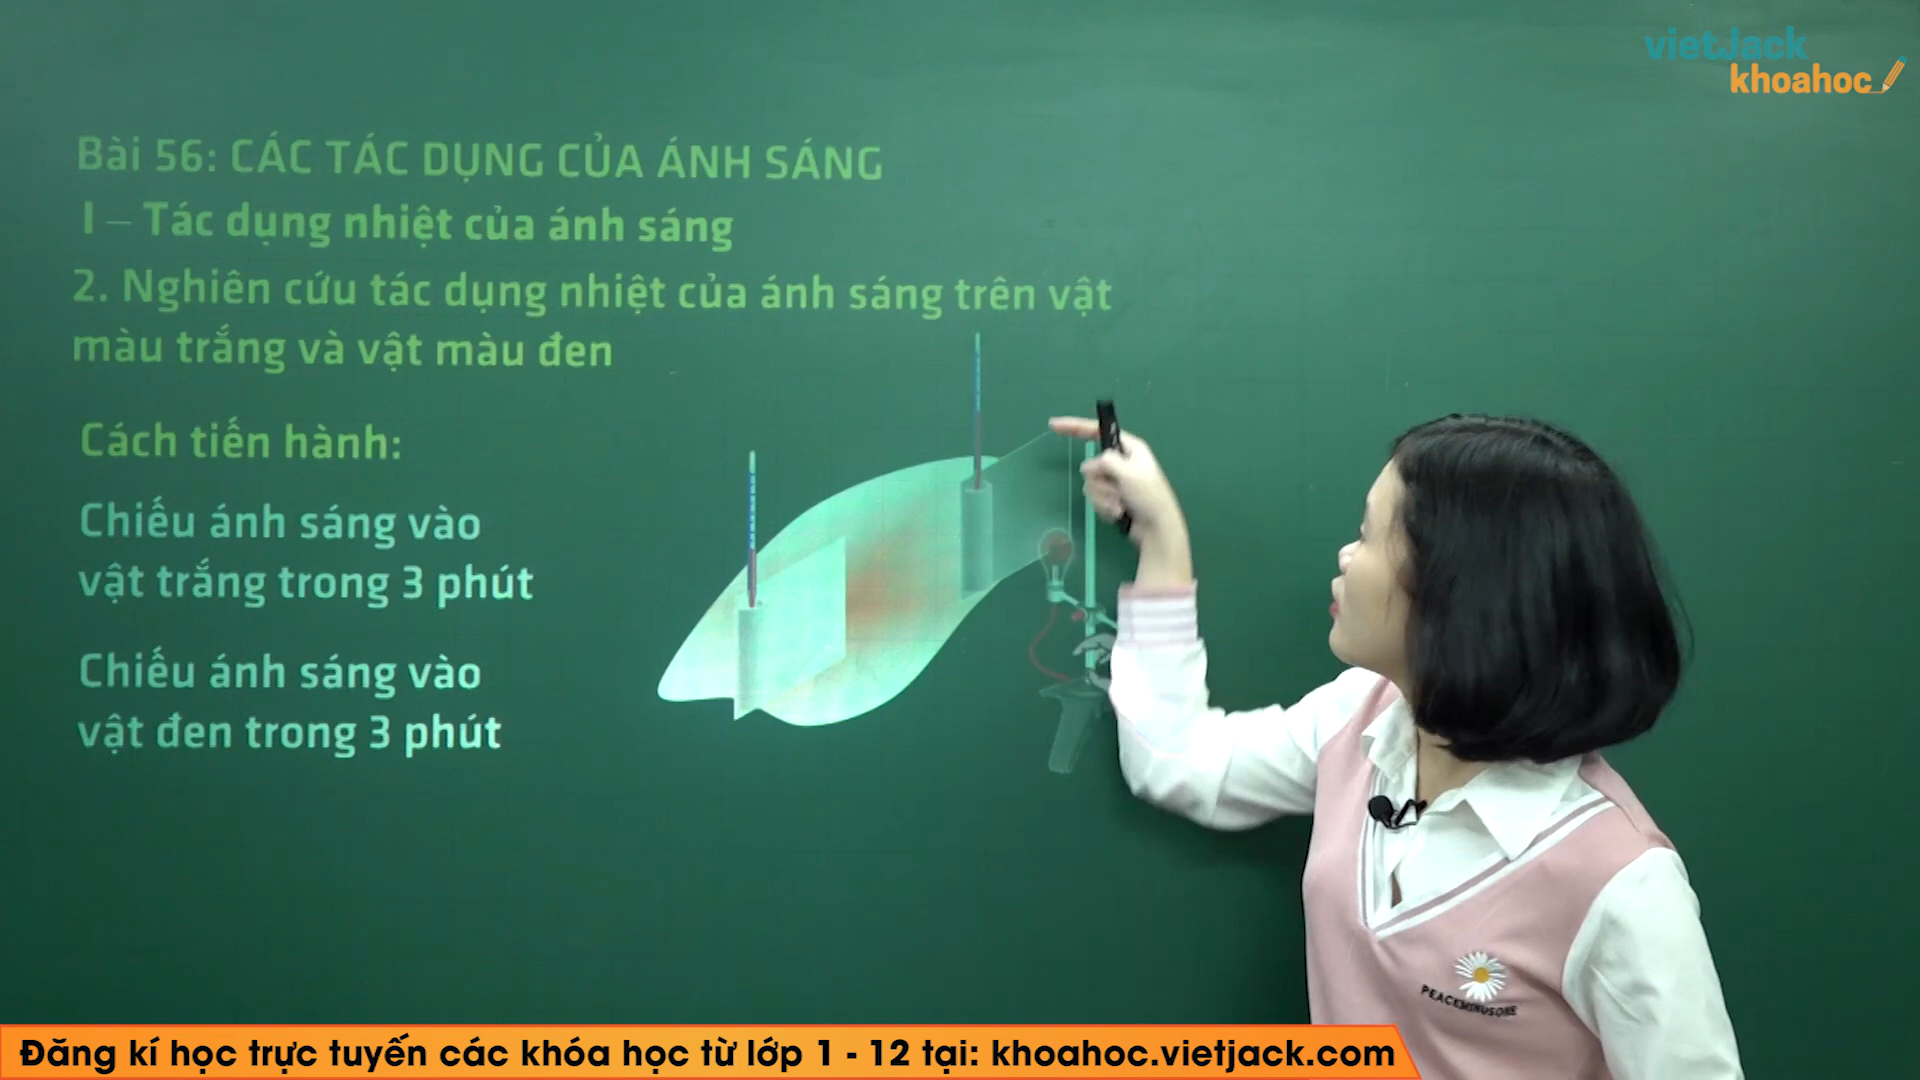 vietJack
khoahoc
Bài 56: CÁC TÁC DỤNG CỦA ÁNH SÁNG
I – Tác dụng nhiệt của ánh sáng
2. Nghiên cứu tác dụng nhiệt của ánh sáng trên vật
màu trắng và vật màu đen
Cách tiến hành:
Chiếu ánh sáng vào
vật trắng trong 3 phút
Chiếu ánh sáng vào
vật đen trong 3 phút
PEACEMINUSONE
Đăng kí học trực tuyến các khóa học từ lớp 1 - 12 tại: khoahoc.vietjack.com